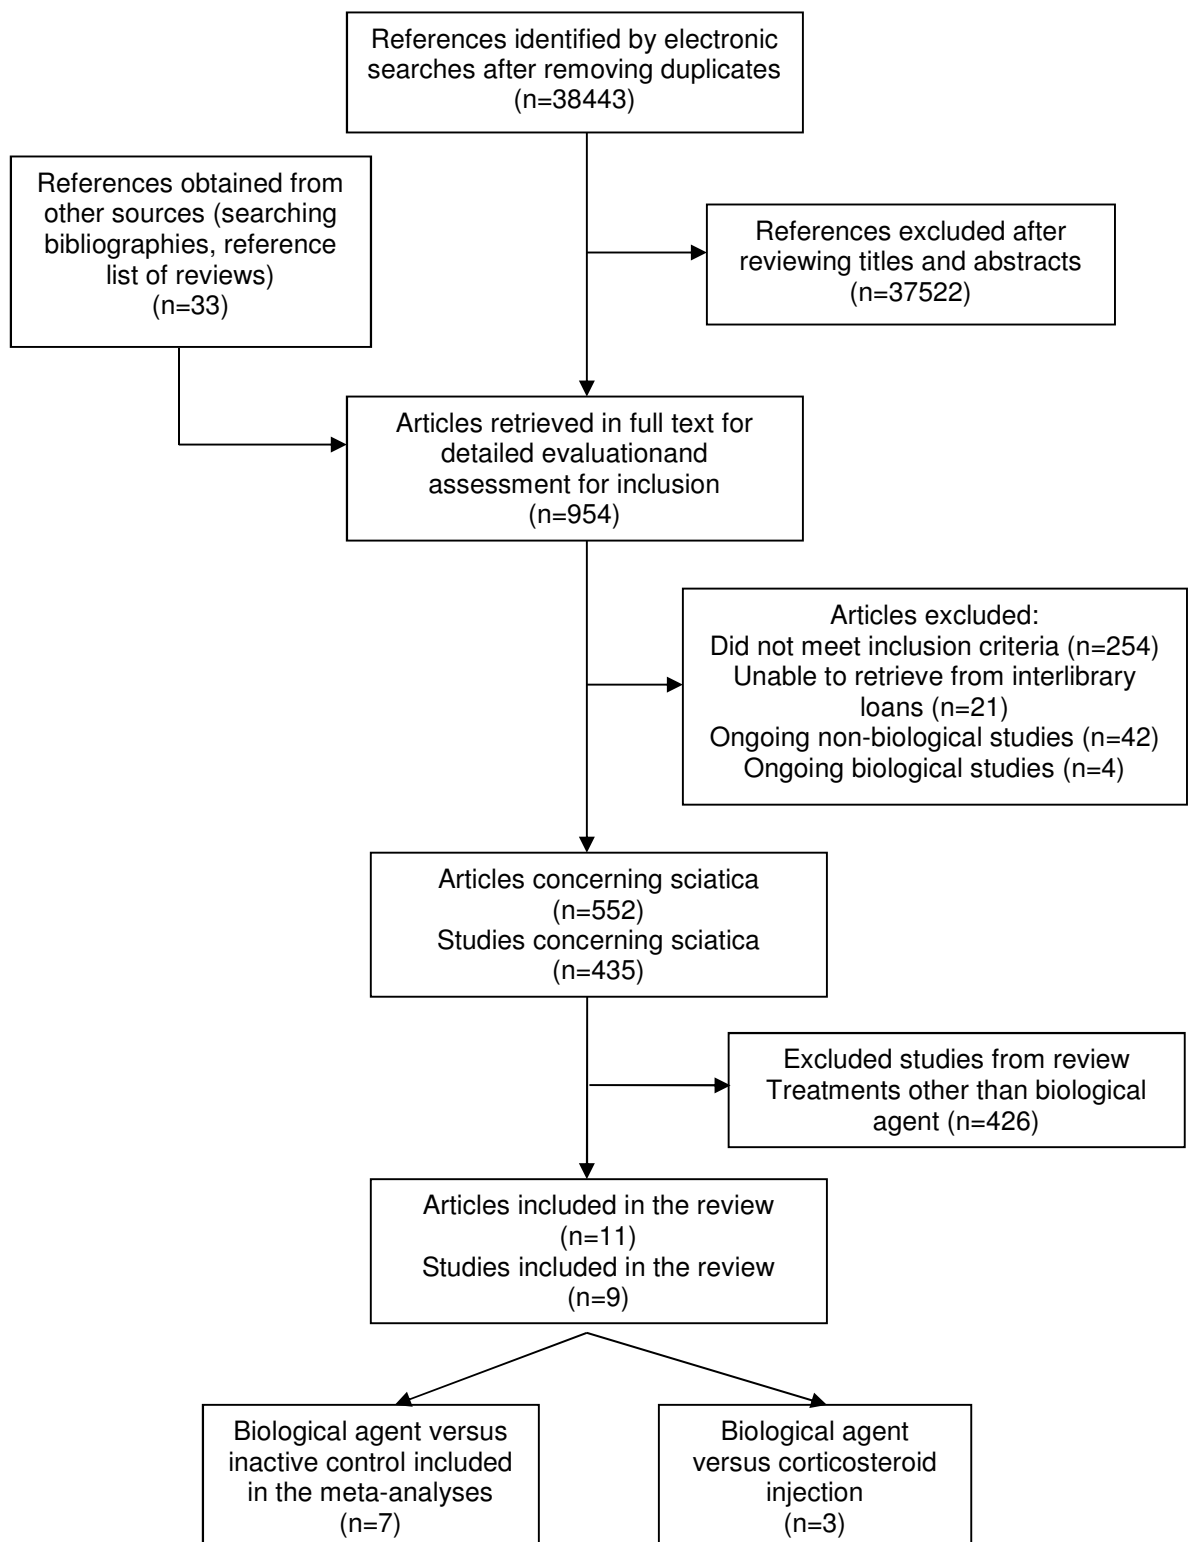 References identified by electronic
searches after removing duplicates
(n=38443)
References obtained from
other sources (searching
bibliographies, reference
list of reviews)
(n=33)
References excluded after
reviewing titles and abstracts
(n=37522)
Articles retrieved in full text for
detailed evaluationand
assessment for inclusion
(n=954)
Articles excluded:
Did not meet inclusion criteria (n=254)
Unable to retrieve from interlibrary
loans (n=21)
Ongoing non-biological studies (n=42)
Ongoing biological studies (n=4)
Articles concerning sciatica
(n=552)
Studies concerning sciatica
(n=435)
Excluded studies from review
Treatments other than biological
agent (n=426)
Articles included in the review
(n=11)
Studies included in the review
(n=9)
Biological agent versus
inactive control included
in the meta-analyses
(n=7)
Biological agent
versus corticosteroid
injection
(n=3)